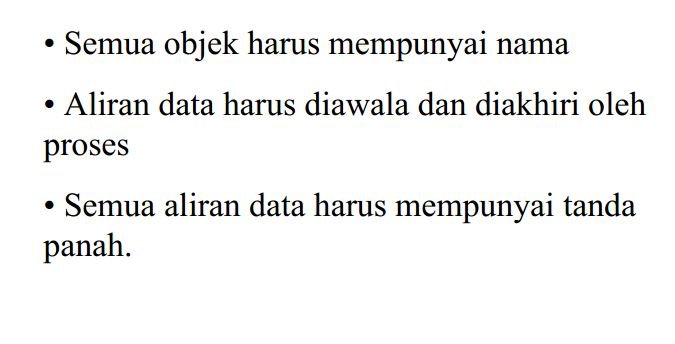 • Semua objek harus mempunyai nama
• Aliran data harus diawala dan diakhiri oleh
proses
• Semua aliran data harus mempunyai tanda
panah.